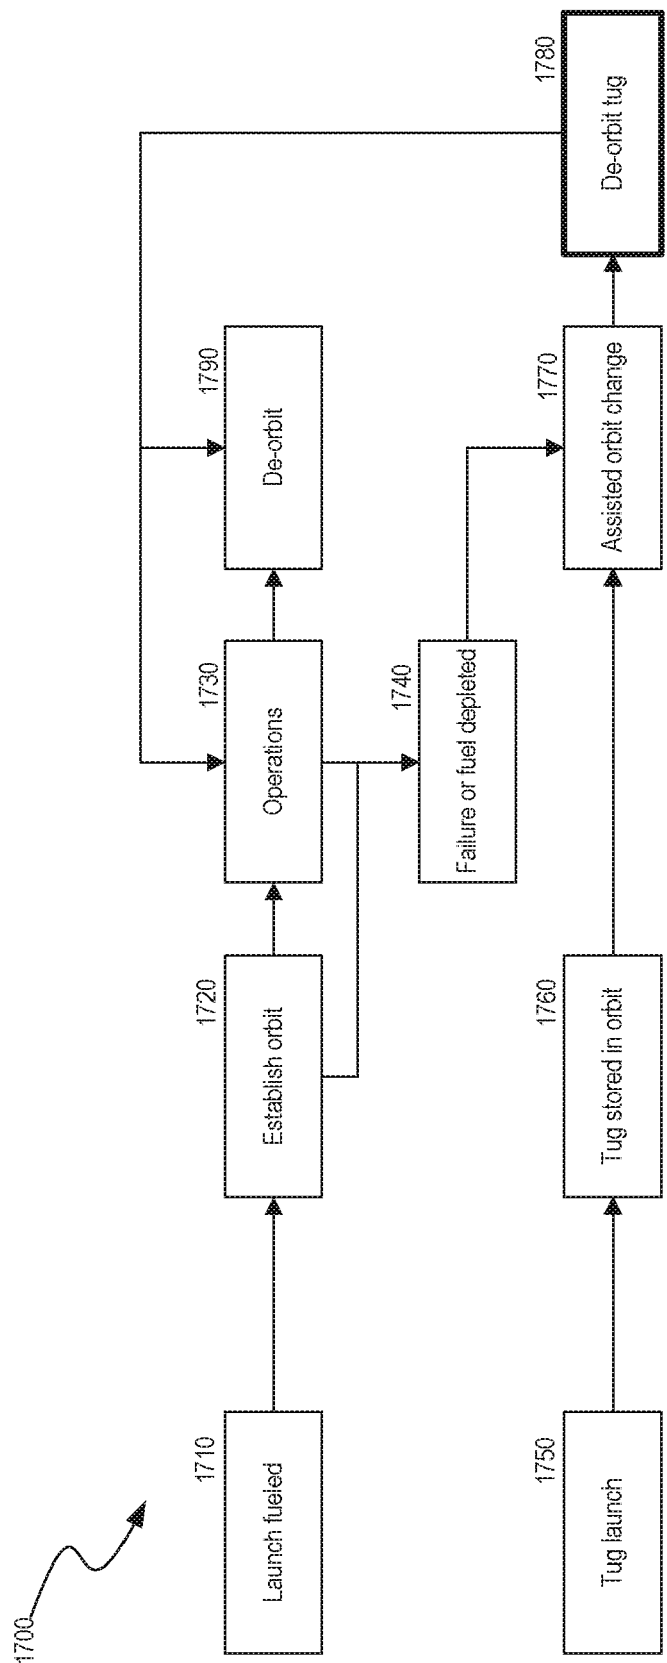 1700
1710
Launch fueled
1720
Establish orbit
1730
Operations
1790
De-orbit
1740
Failure or fuel depleted
1750
Tug launch
1760
Tug stored in orbit
1770
Assisted orbit change
1780
De-orbit tug